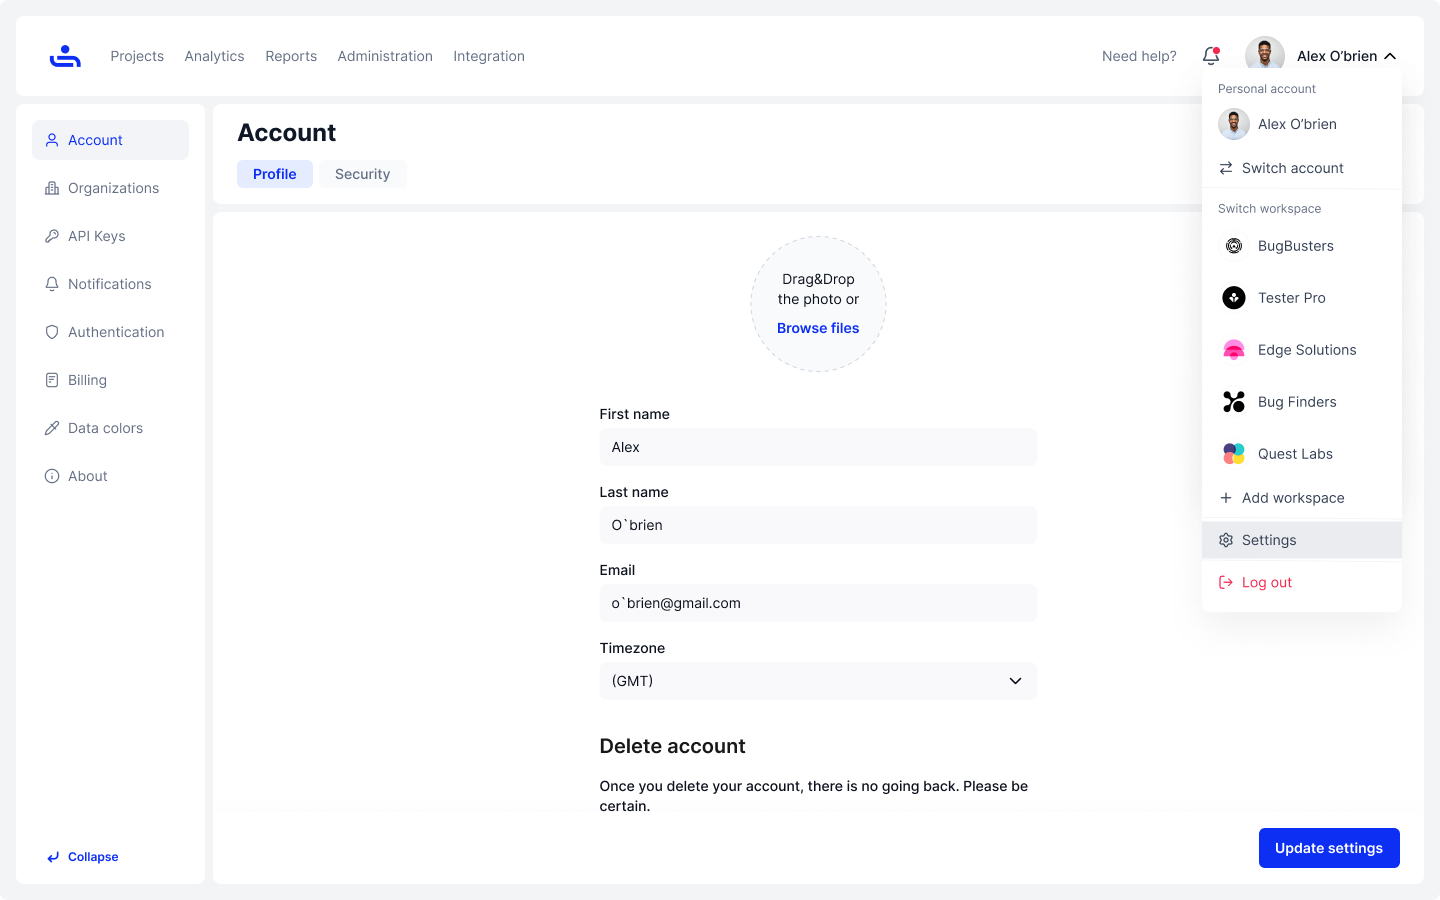 Projects
Analytics
Reports
Administration
Integration
Need help?
Alex O’brien
Account
Organizations
API Keys
Notifications
Authentication
Billing
Data colors
About
Collapse
Account
Profile
Security
Drag&Drop
the photo or
Browse files
First name
Alex
Last name
O`brien
Email
o`brien@gmail.com
Timezone
(GMT)
Delete account
Once you delete your account, there is no going back. Please be
certain.
Update settings
Personal account
Alex O’brien
Switch account
Switch workspace
BugBusters
Tester Pro
Edge Solutions
Bug Finders
Quest Labs
Add workspace
Settings
Log out